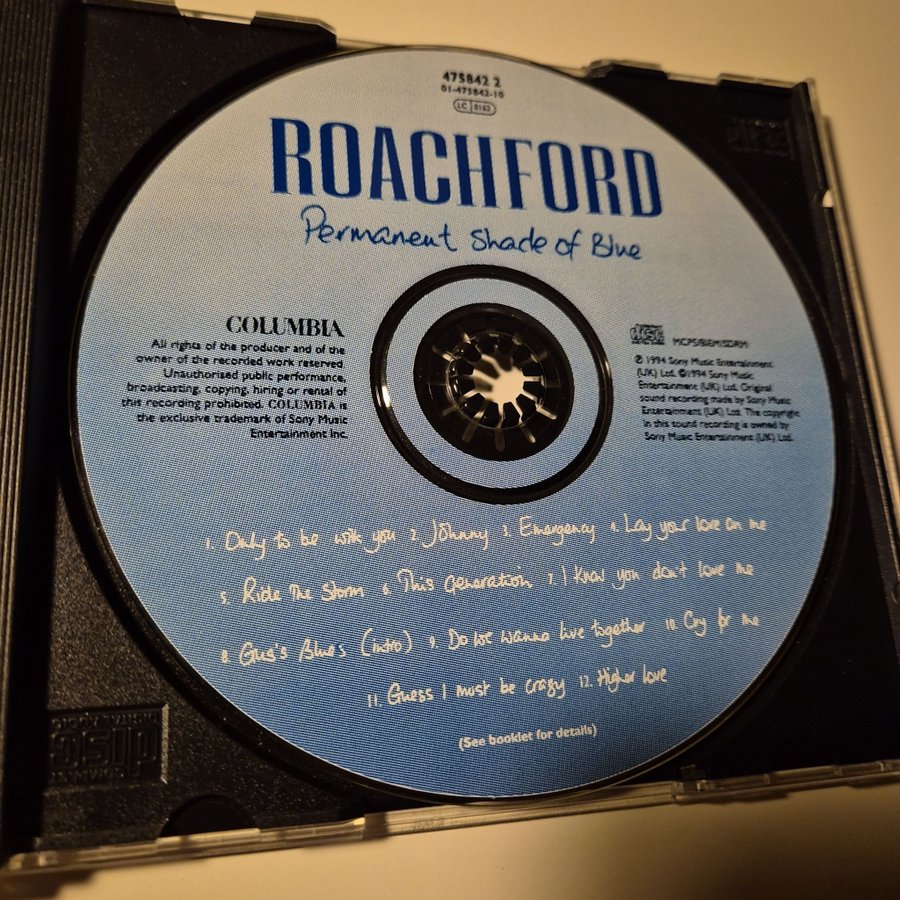 475842 2
01-475842-10
LC 0162
ROACHFORD
Permanent Shade of Blue
COLUMBIA
All rights of the producer and of the
owner of the recorded work reserved.
Unauthorised public performance,
broadcasting, copying, hiring or rental of
this recording prohibited. COLUMBIA is
the exclusive trademark of Sony Music
Entertainment Inc.
disc
MCPS/BIEM/SDRM
℗ 1994 Sony Music Entertainment
(UK) Ltd. ©1994 Sony Music
Entertainment (UK) Ltd. Original
sound recording made by Sony Music
Entertainment (UK) Ltd. The copyright
in this sound recording is owned by
Sony Music Entertainment (UK) Ltd.
1. Only to be with you 2. Johnny 3. Emergency 4. Lay your love on me
5. Ride The Storm 6. This Generation 7. I know you don't love me
8. Gus's Blues (intro) 9. Do we wanna live together 10. Cry for me
11. Guess I must be crazy 12. Higher love
(See booklet for details)
disc